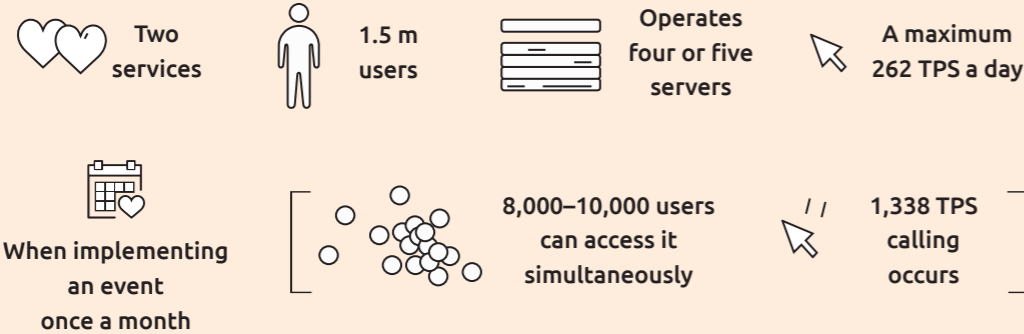 Two
services
1.5 m
users
Operates
four or five
servers
A maximum
262 TPS a day
When implementing
an event
once a month
8,000–10,000 users
can access it
simultaneously
1,338 TPS
calling
occurs